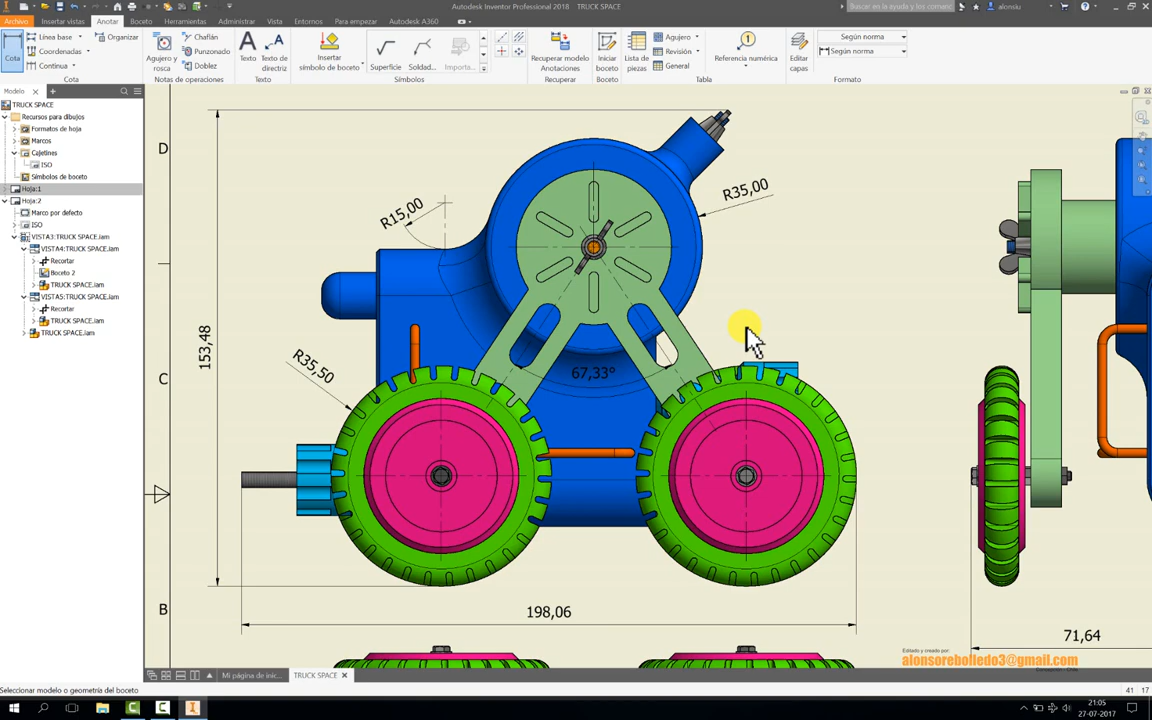 Autodesk Inventor Professional 2018   TRUCK SPACE
Buscar en la ayuda y los comanc
alonsiu
Archivo Insertar vistas Anotar Boceto Herramientas Administrar Vista Entornos Para empezar Autodesk A360
Cota
Línea base
Coordenadas
Continua
Organizar
Cota
Agujero y rosca
Chaflán
Punzonado
Doblez
Notas de operaciones
Texto
Texto de directriz
Texto
Insertar símbolo de boceto
Superficie
Soldad...
Importa...
Símbolos
Recuperar modelo Anotaciones
Recuperar
Iniciar boceto
Boceto
Lista de piezas
Agujero
Revisión
General
Referencia numérica
Tabla
Editar capas
Según norma
Según norma
Formato
Modelo
TRUCK SPACE
Recursos para dibujos
Formatos de hoja
Marcos
Cajetines
ISO
Símbolos de boceto
Hoja:1
Hoja:2
Marco por defecto
ISO
VISTA3:TRUCK SPACE.iam
VISTA4:TRUCK SPACE.iam
Recortar
Boceto 2
TRUCK SPACE.iam
VISTA5:TRUCK SPACE.iam
Recortar
TRUCK SPACE.iam
TRUCK SPACE.iam
D
C
B
R15,00
R35,00
R35,50
67,33°
153,48
198,06
71,64
Editado y creado por:
alonsorebolledo3@gmail.com
Concepción - Chile
Mi página de inic...
TRUCK SPACE
Seleccionar modelo o geometría del boceto
41 17
21:05
27-07-2017